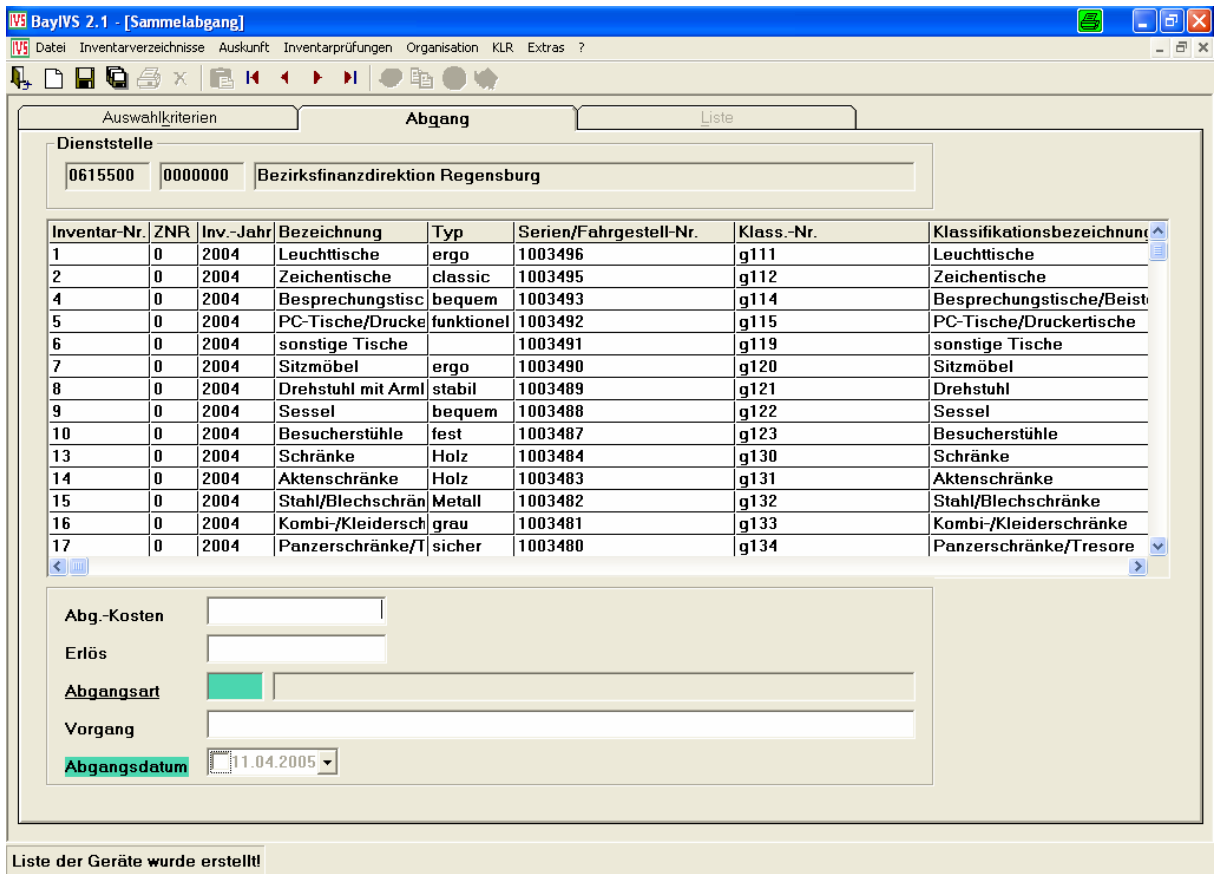 BayIVS 2.1 - [Sammelabgang]
Datei Inventarverzeichnisse Auskunft Inventarprüfungen Organisation KLR Extras ?
Auswahlkriterien Abgang Liste
Dienststelle
0615500 0000000 Bezirksfinanzdirektion Regensburg
Inventar-Nr. ZNR Inv.-Jahr Bezeichnung Typ Serien/Fahrgestell-Nr. Klass.-Nr. Klassifikationsbezeichnung
1 0 2004 Leuchttische ergo 1003496 g111 Leuchttische
2 0 2004 Zeichentische classic 1003495 g112 Zeichentische
4 0 2004 Besprechungstisc bequem 1003493 g114 Besprechungstische/Beist
5 0 2004 PC-Tische/Drucke funktionel 1003492 g115 PC-Tische/Druckertische
6 0 2004 sonstige Tische 1003491 g119 sonstige Tische
7 0 2004 Sitzmöbel ergo 1003490 g120 Sitzmöbel
8 0 2004 Drehstuhl mit Arml stabil 1003489 g121 Drehstuhl
9 0 2004 Sessel bequem 1003488 g122 Sessel
10 0 2004 Besucherstühle fest 1003487 g123 Besucherstühle
13 0 2004 Schränke Holz 1003484 g130 Schränke
14 0 2004 Aktenschränke Holz 1003483 g131 Aktenschränke
15 0 2004 Stahl/Blechschrän Metall 1003482 g132 Stahl/Blechschränke
16 0 2004 Kombi-/Kleidersch grau 1003481 g133 Kombi-/Kleiderschränke
17 0 2004 Panzerschränke/T sicher 1003480 g134 Panzerschränke/Tresore
Abg.-Kosten
Erlös
Abgangsart
Vorgang
Abgangsdatum 11.04.2005
Liste der Geräte wurde erstellt!